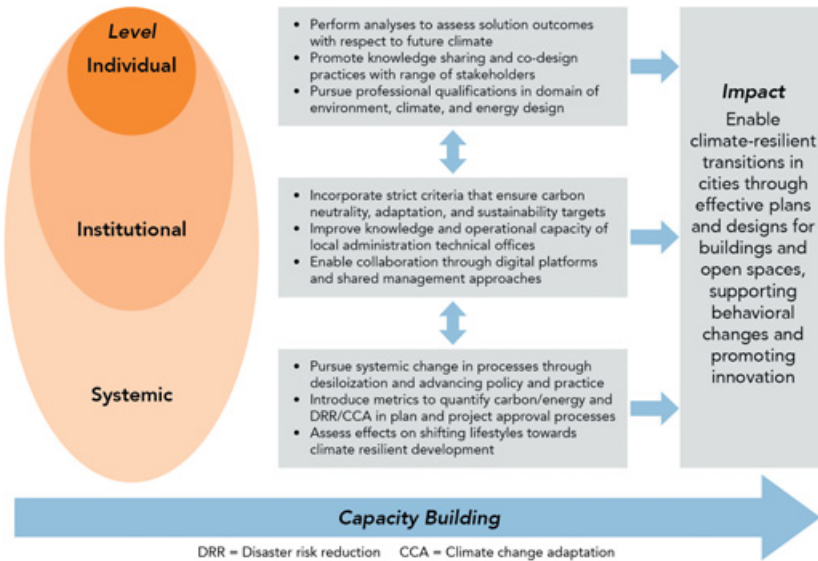 Level
Individual
Institutional
Systemic
• Perform analyses to assess solution outcomes
with respect to future climate
• Promote knowledge sharing and co-design
practices with range of stakeholders
• Pursue professional qualifications in domain of
environment, climate, and energy design
• Incorporate strict criteria that ensure carbon
neutrality, adaptation, and sustainability targets
• Improve knowledge and operational capacity of
local administration technical offices
• Enable collaboration through digital platforms
and shared management approaches
• Pursue systemic change in processes through
desiloization and advancing policy and practice
• Introduce metrics to quantify carbon/energy and
DRR/CCA in plan and project approval processes
• Assess effects on shifting lifestyles towards
climate resilient development
Impact
Enable
climate-resilient
transitions in
cities through
effective plans
and designs for
buildings and
open spaces,
supporting
behavioral
changes and
promoting
innovation
Capacity Building
DRR = Disaster risk reduction CCA = Climate change adaptation